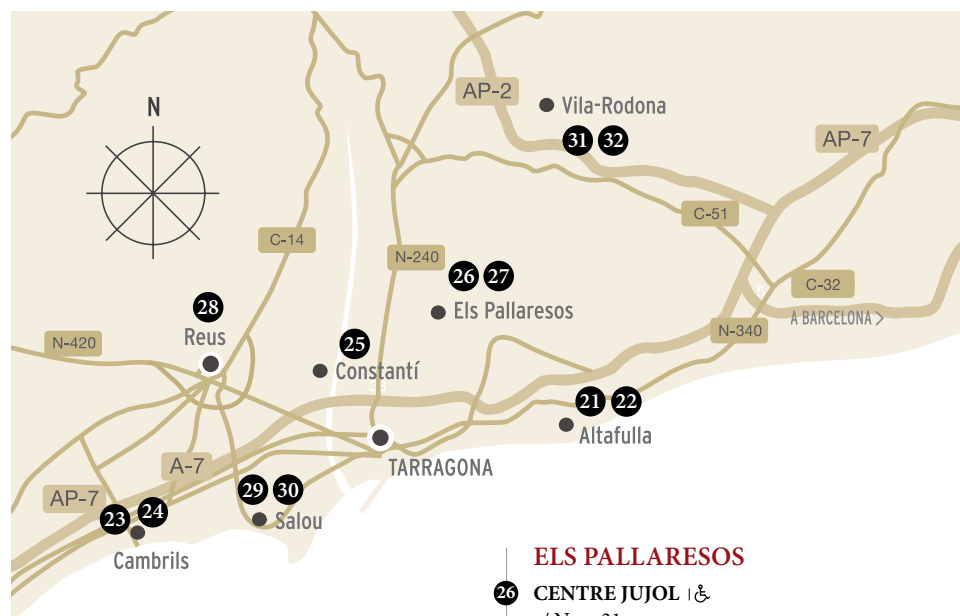 N
AP-2
Vila-Rodona
31 32
AP-7
C-51
C-14
N-240
26 27
C-32
28
Els Pallaresos
A BARCELONA >
Reus
N-340
N-420
25
Constantí
21 22
Altafulla
TARRAGONA
A-7
AP-7
29 30
23 24
Salou
Cambrils
ELS PALLARESOS
26 CENTRE JUJOL